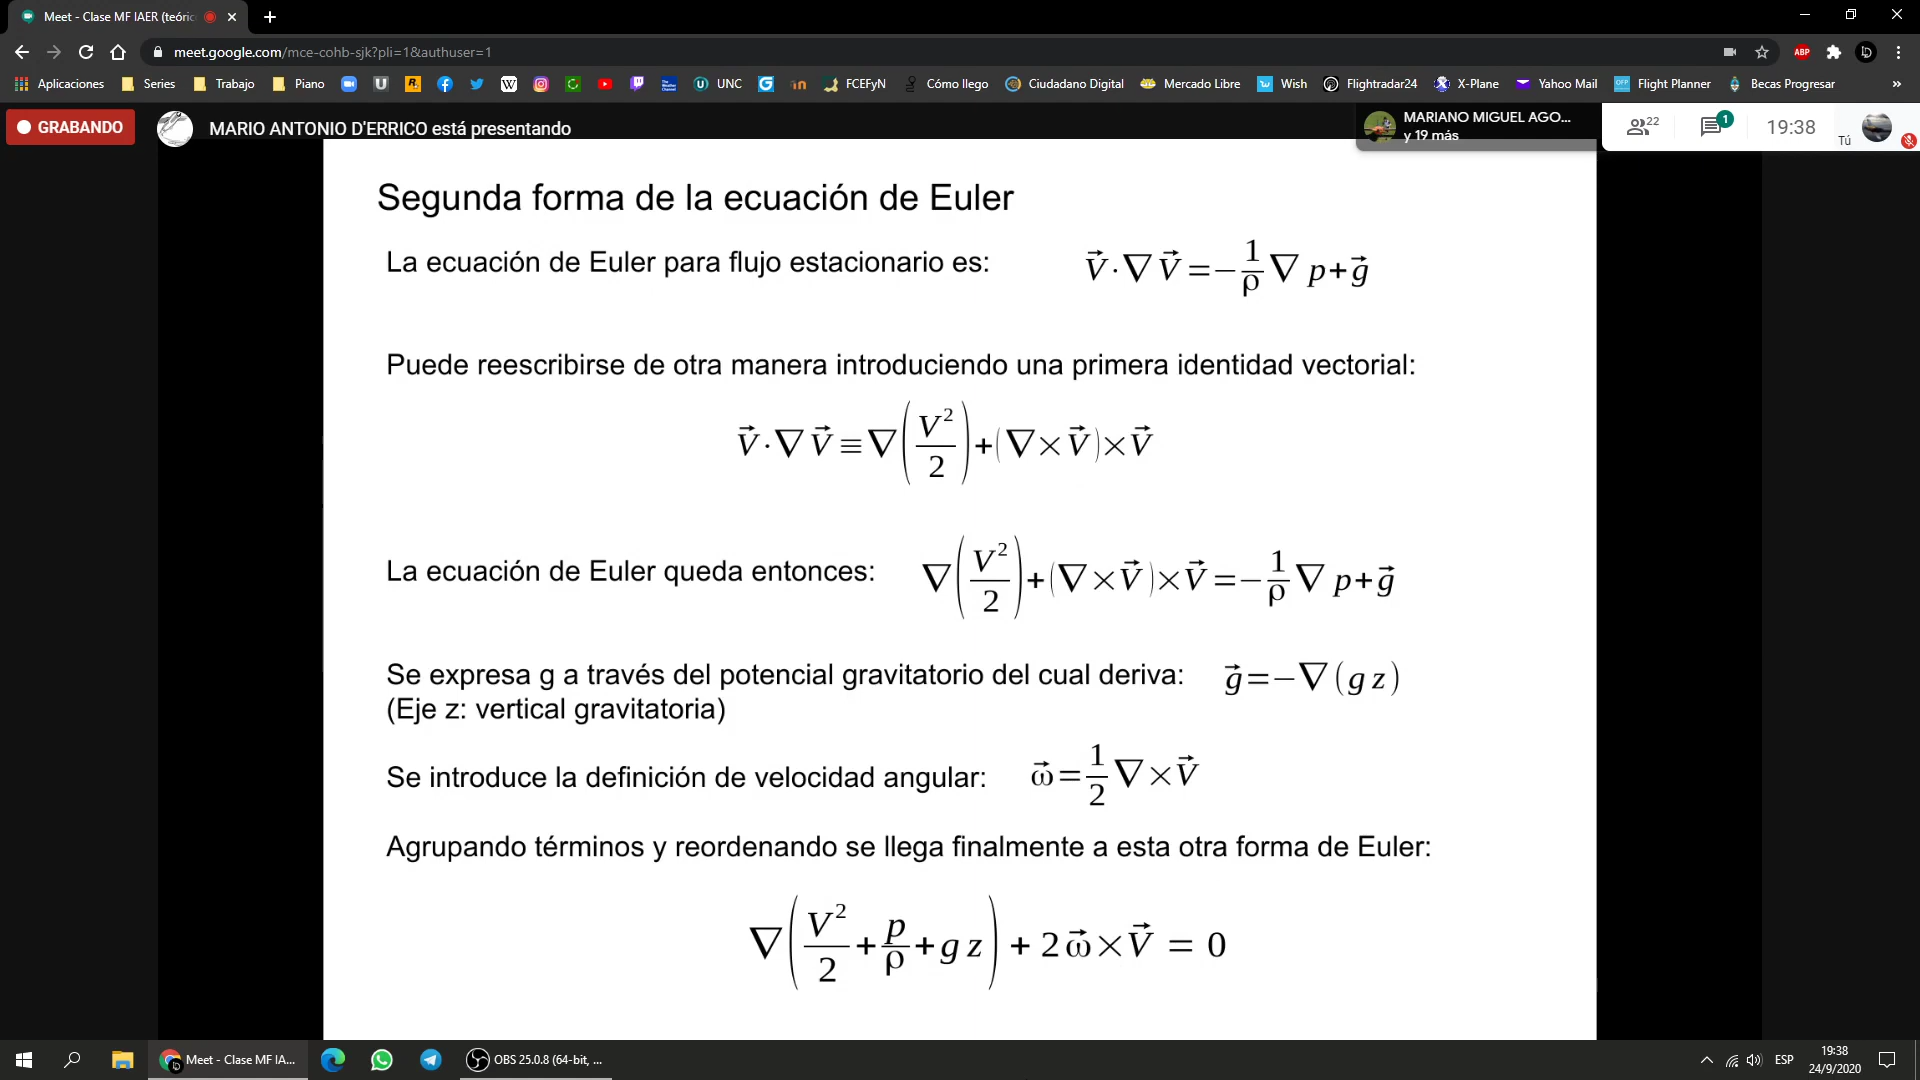 Meet - Clase MF IAER (teóric
meet.google.com/mce-cohb-sjk?pli=1&authuser=1
ABP
Aplicaciones Series Trabajo Piano UNC FCEFyN Cómo llego Ciudadano Digital Mercado Libre Wish Flightradar24 X-Plane Yahoo Mail Flight Planner Becas Progresar »
GRABANDO
MARIO ANTONIO D'ERRICO está presentando
MARIANO MIGUEL AGO...
y 19 más
22
1
19:38
Tú
Segunda forma de la ecuación de Euler
La ecuación de Euler para flujo estacionario es: V⃗·∇V⃗=−1/ρ ∇p+g⃗
Puede reescribirse de otra manera introduciendo una primera identidad vectorial:
V⃗·∇V⃗≡∇(V²/2)+(∇×V⃗)×V⃗
La ecuación de Euler queda entonces: ∇(V²/2)+(∇×V⃗)×V⃗=−1/ρ ∇p+g⃗
Se expresa g a través del potencial gravitatorio del cual deriva: g⃗=−∇(g z)
(Eje z: vertical gravitatoria)
Se introduce la definición de velocidad angular: ω⃗=1/2 ∇×V⃗
Agrupando términos y reordenando se llega finalmente a esta otra forma de Euler:
∇(V²/2+p/ρ+g z) + 2ω⃗×V⃗ = 0
Meet - Clase MF IA...
OBS 25.0.8 (64-bit, ...
ESP
19:38
24/9/2020